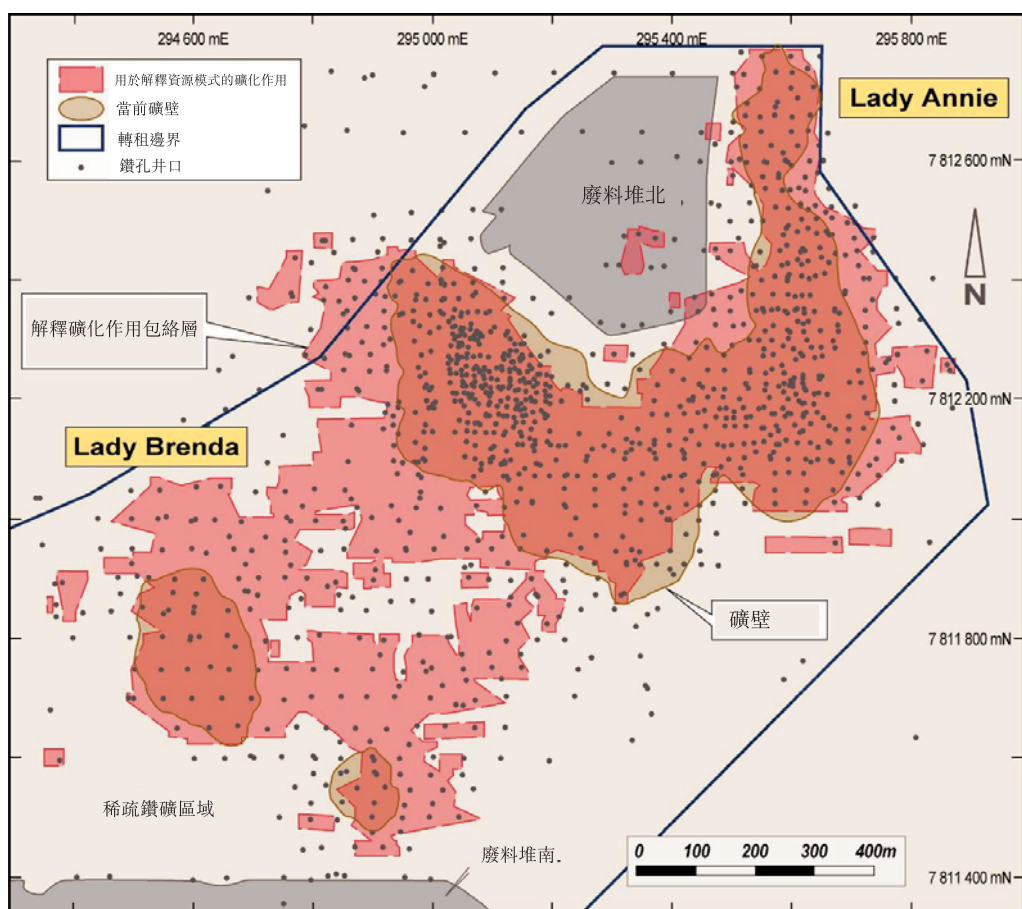 294 600 mE
295 000 mE
295 400 mE
295 800 mE
用於解釋資源模式的礦化作用
當前礦壁
轉租邊界
鑽孔井口
Lady Annie
7 812 600 mN
廢料堆北
N
解釋礦化作用包絡層
7 812 200 mN
Lady Brenda
礦壁
7 811 800 mN
稀疏鑽礦區域
廢料堆南.
0 100 200 300 400m
7 811 400 mN